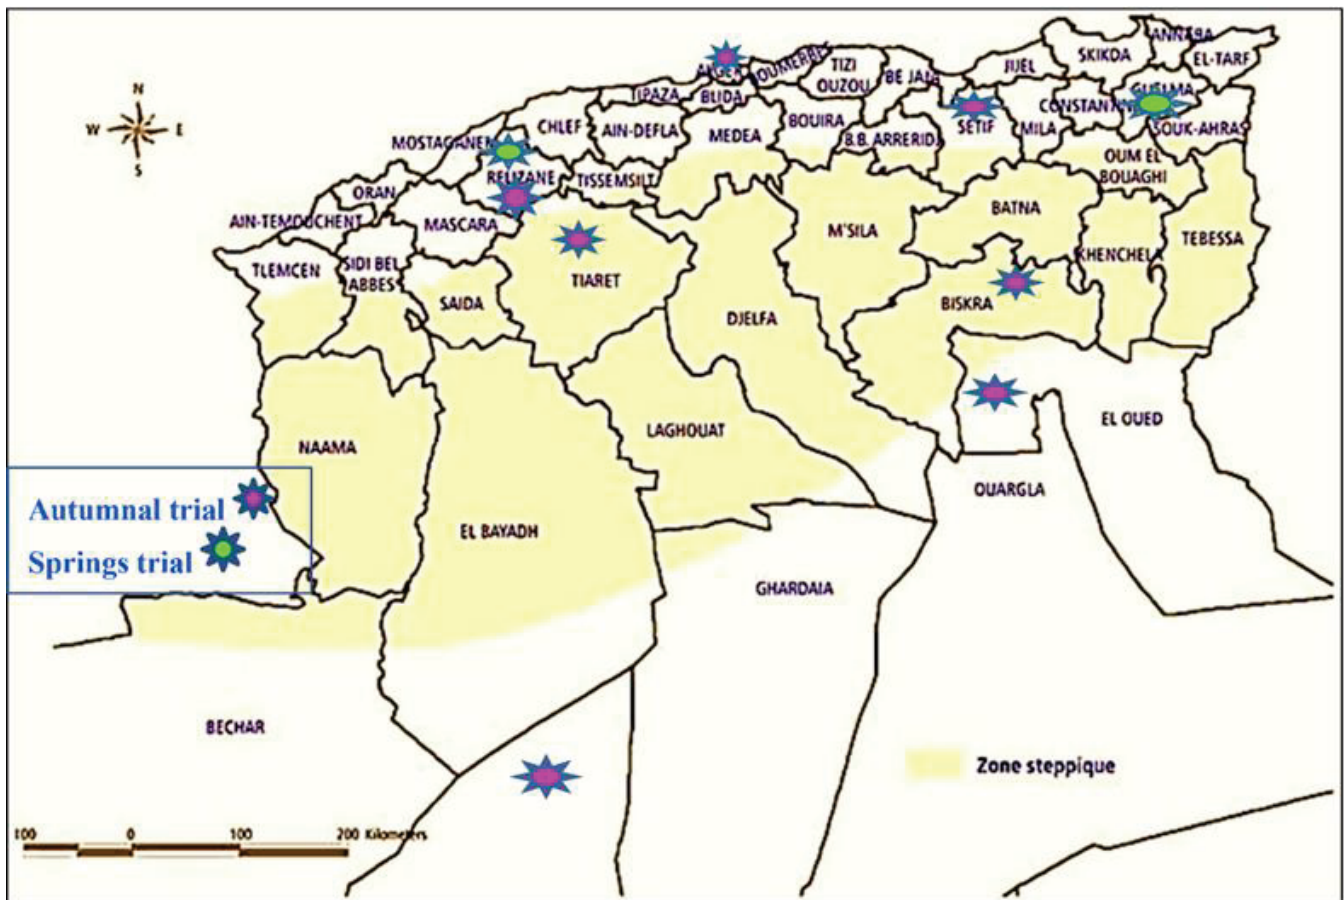 ANNABA
SKIKDA
EL-TARF
JIJEL
TIZI
OUZOU
BE JAIA
BOUMERDES
ALGER
TIPAZA
BLIDA
GUELMA
CONSTANTINE
SETIF
MILA
SOUK-AHRAS
N
W
E
S
CHLEF
AIN-DEFLA
MEDEA
BOUIRA
B.B. ARRERIDJ
MOSTAGANEM
OUM EL
BOUAGHI
RELIZANE
TISSEMSILT
ORAN
AIN-TEMOUCHENT
MASCARA
BATNA
M'SILA
TEBESSA
KHENCHELA
TLEMCEN
SIDI BEL
ABBES
SAIDA
TIARET
BISKRA
DJELFA
EL OUED
LAGHOUAT
NAAMA
OUARGLA
Autumnal trial
Springs trial
EL BAYADH
GHARDAIA
BECHAR
Zone steppique
100 0 100 200 Kilometers